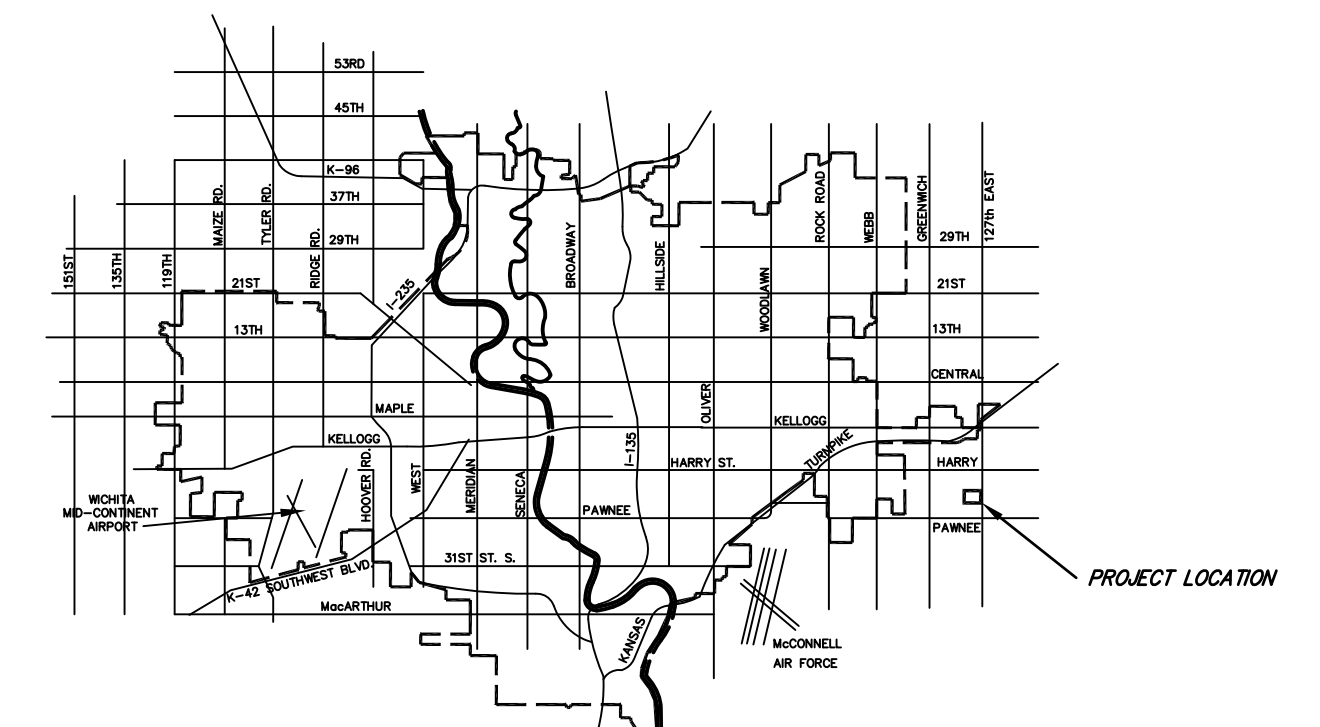 53RD
45TH
K-96
37TH
29TH
29TH
21ST
21ST
13TH
13TH
CENTRAL
MAPLE
KELLOGG
KELLOGG
HARRY ST.
HARRY
PAWNEE
PAWNEE
31ST ST. S.
MacARTHUR
151ST
135TH
119TH
MAIZE RD.
TYLER RD.
RIDGE RD.
HOOVER RD.
WEST
MERIDIAN
SENECA
BROADWAY
HILLSIDE
OLIVER
WOODLAWN
ROCK ROAD
WEBB
GREENWICH
127th EAST
I-235
I-135
TURNPIKE
KANSAS
K-42 SOUTHWEST BLVD.
WICHITA
MID-CONTINENT
AIRPORT
McCONNELL
AIR FORCE
PROJECT LOCATION